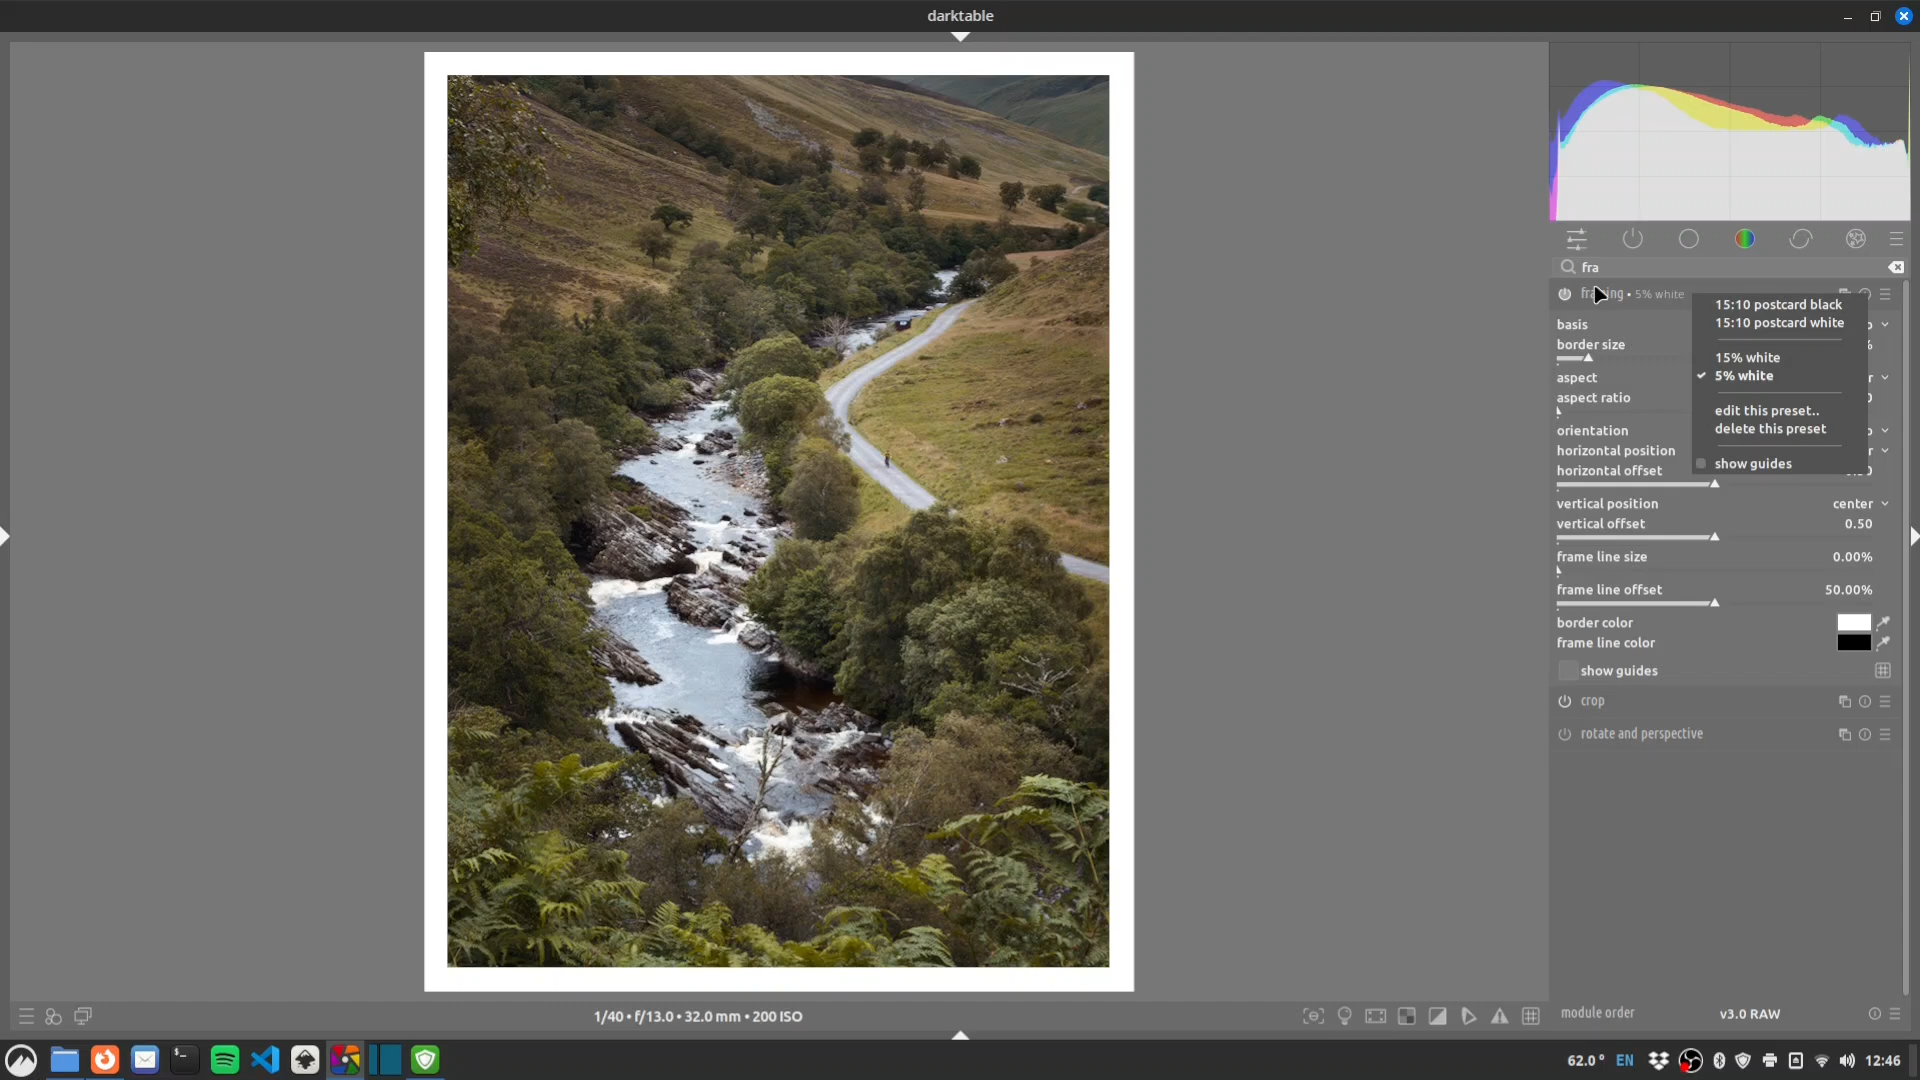 darktable
fra
framing • 5% white
basis
border size
aspect
aspect ratio
orientation
horizontal position
horizontal offset
15:10 postcard black
15:10 postcard white
15% white
5% white
edit this preset..
delete this preset
show guides
vertical position center
vertical offset 0.50
frame line size 0.00%
frame line offset 50.00%
border color
frame line color
show guides
crop
rotate and perspective
1/40 • f/13.0 • 32.0 mm • 200 ISO
module order v3.0 RAW
62.0° EN 12:46